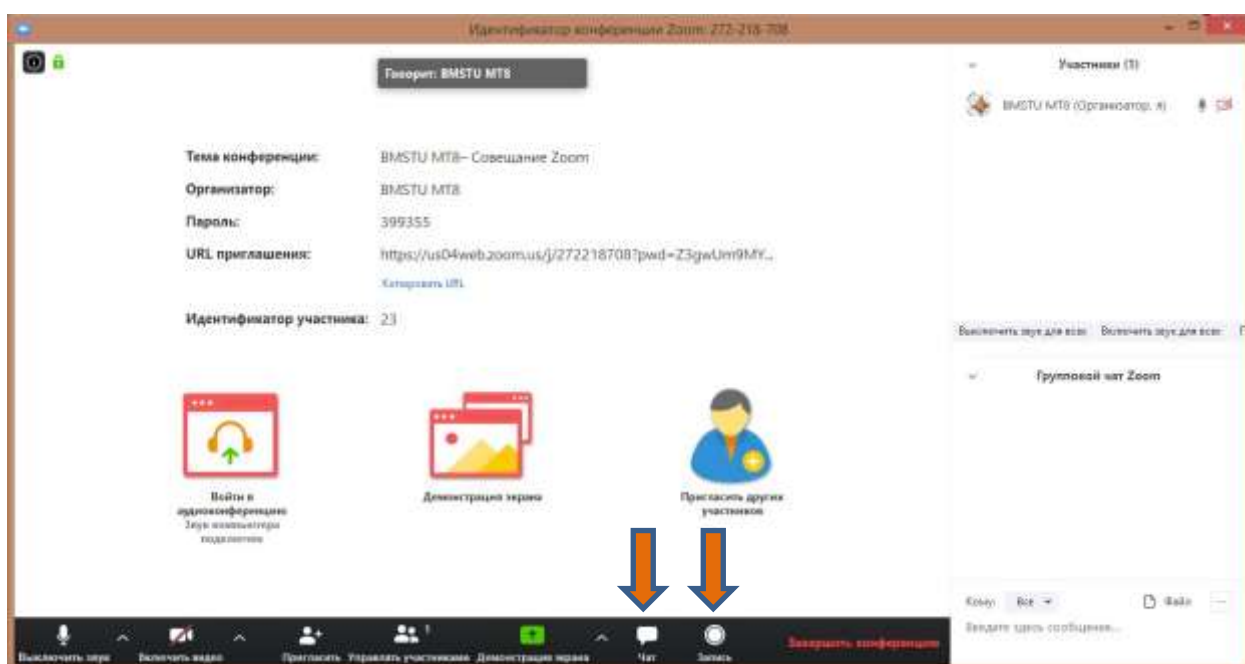 Идентификатор конференции Zoom: 272-218-708
Говорит: BMSTU MT8
Участники (1)
BMSTU MT8 (Организатор, я)
Тема конференции: BMSTU MT8– Совещание Zoom
Организатор: BMSTU MT8
Пароль: 399355
URL приглашения: https://us04web.zoom.us/j/272218708?pwd=Z3gwUm9MY...
Копировать URL
Идентификатор участника: 23
Выключить звук для всех Включить звук для всех
Групповой чат Zoom
Войти в
аудиоконференцию
Звук компьютера
подключен
Демонстрация экрана
Пригласить других
участников
Кому: Все Файл ...
Введите здесь сообщение...
Выключить звук Включить видео Пригласить Управлять участниками 1 Демонстрация экрана Чат Запись Завершить конференцию